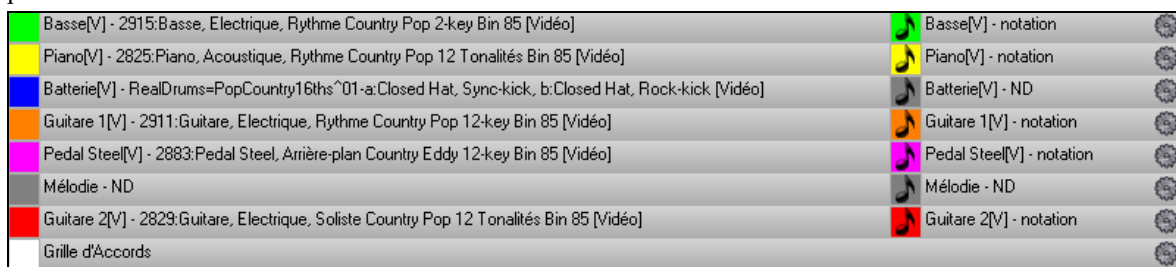 Basse[V] - 2915:Basse, Electrique, Rythme Country Pop 2-key Bin 85 [Vidéo] Basse[V] - notation
Piano[V] - 2825:Piano, Acoustique, Rythme Country Pop 12 Tonalités Bin 85 [Vidéo] Piano[V] - notation
Batterie[V] - RealDrums=PopCountry16ths^01-a:Closed Hat, Sync-kick, b:Closed Hat, Rock-kick [Vidéo] Batterie[V] - ND
Guitare 1[V] - 2911:Guitare, Electrique, Rythme Country Pop 12-key Bin 85 [Vidéo] Guitare 1[V] - notation
Pedal Steel[V] - 2883:Pedal Steel, Arrière-plan Country Eddy 12-key Bin 85 [Vidéo] Pedal Steel[V] - notation
Mélodie - ND Mélodie - ND
Guitare 2[V] - 2829:Guitare, Electrique, Soliste Country Pop 12 Tonalités Bin 85 [Vidéo] Guitare 2[V] - notation
Grille d'Accords